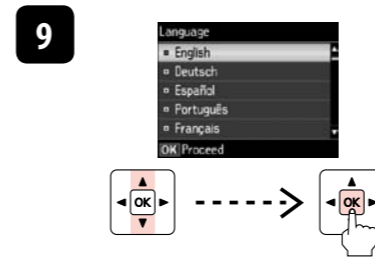 9
Language
English
Deutsch
Español
Português
Français
OK Proceed
OK
OK